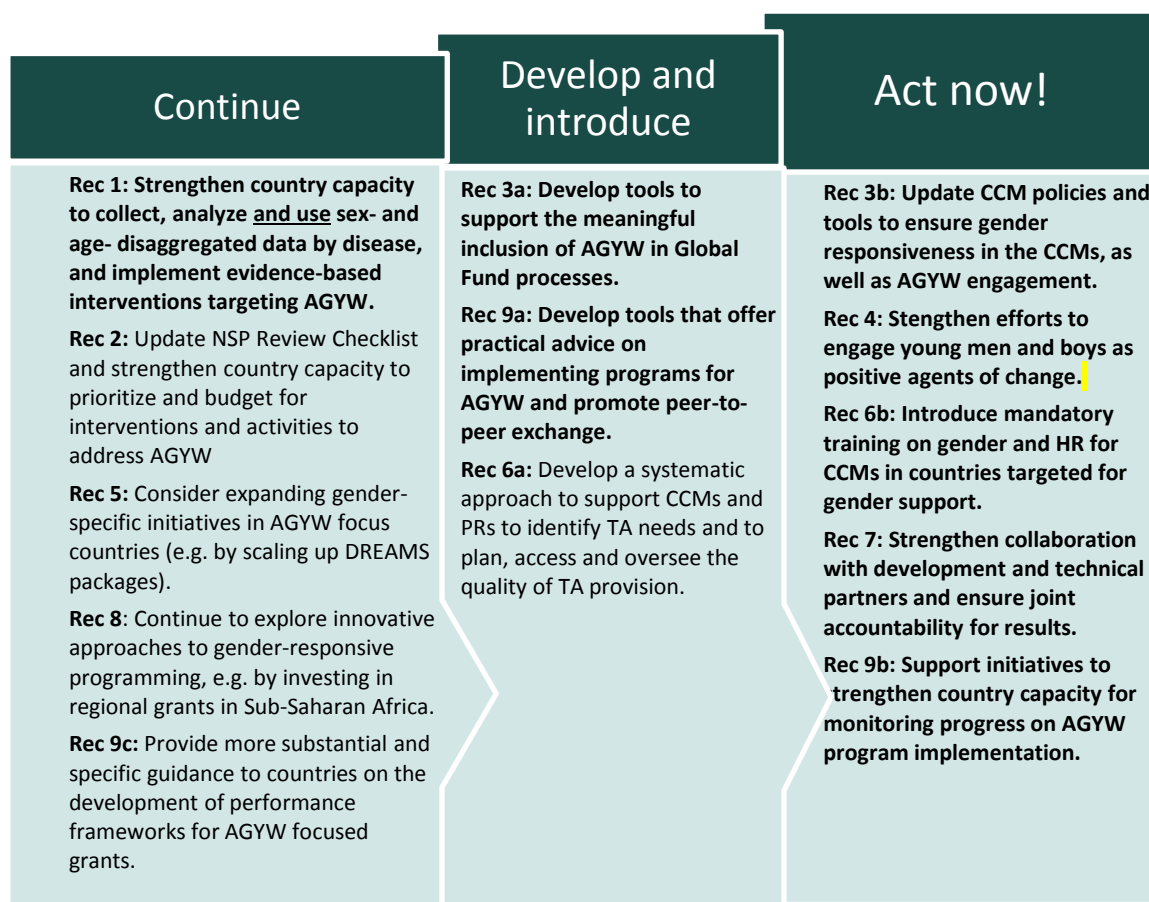 Continue
Rec 1: Strengthen country capacity
to collect, analyze and use sex- and
age- disaggregated data by disease,
and implement evidence-based
interventions targeting AGYW.
Rec 2: Update NSP Review Checklist
and strengthen country capacity to
prioritize and budget for
interventions and activities to
address AGYW
Rec 5: Consider expanding gender-
specific initiatives in AGYW focus
countries (e.g. by scaling up DREAMS
packages).
Rec 8: Continue to explore innovative
approaches to gender-responsive
programming, e.g. by investing in
regional grants in Sub-Saharan Africa.
Rec 9c: Provide more substantial and
specific guidance to countries on the
development of performance
frameworks for AGYW focused
grants.
Develop and
introduce
Rec 3a: Develop tools to
support the meaningful
inclusion of AGYW in Global
Fund processes.
Rec 9a: Develop tools that offer
practical advice on
implementing programs for
AGYW and promote peer-to-
peer exchange.
Rec 6a: Develop a systematic
approach to support CCMs and
PRs to identify TA needs and to
plan, access and oversee the
quality of TA provision.
Act now!
Rec 3b: Update CCM policies and
tools to ensure gender
responsiveness in the CCMs, as
well as AGYW engagement.
Rec 4: Stengthen efforts to
engage young men and boys as
positive agents of change.
Rec 6b: Introduce mandatory
training on gender and HR for
CCMs in countries targeted for
gender support.
Rec 7: Strengthen collaboration
with development and technical
partners and ensure joint
accountability for results.
Rec 9b: Support initiatives to
strengthen country capacity for
monitoring progress on AGYW
program implementation.